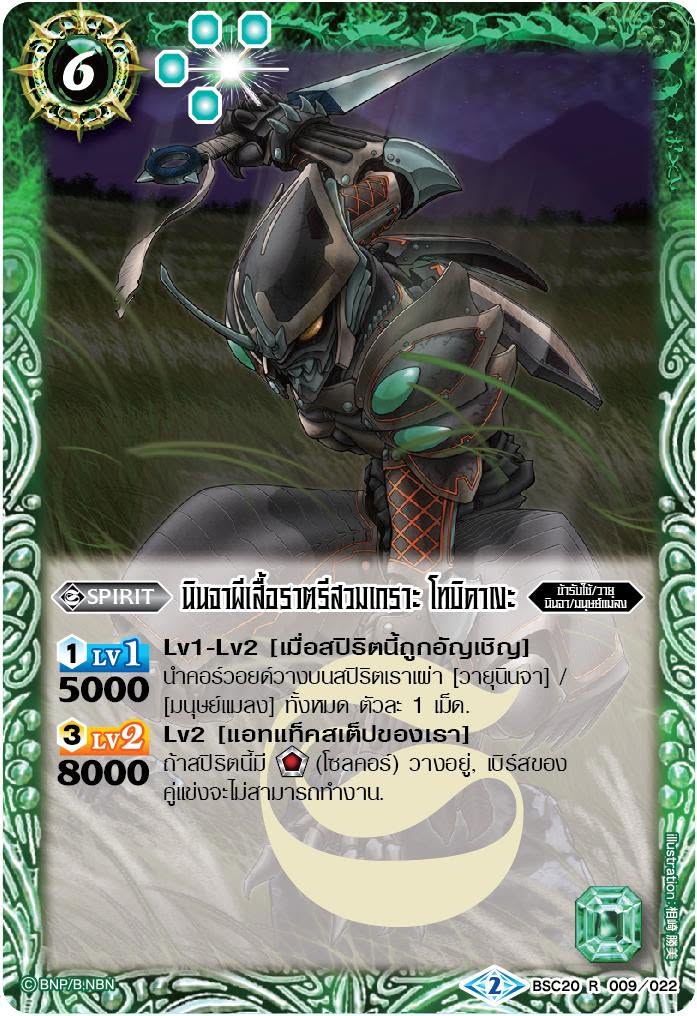 6
SPIRIT
นินจาผีเสื้อราตรีสวมเกราะ โทบิคาเงะ
ข้ารับใช้/วายุ
นินจา/มนุษย์แมลง
1 LV1
5000
3 LV2
8000
Lv1-Lv2 [เมื่อสปิริตนี้ถูกอัญเชิญ]
นำคอร์วอยด์วางบนสปิริตเราเผ่า [วายุนินจา] /
[มนุษย์แมลง] ทั้งหมด ตัวละ 1 เม็ด.
Lv2 [แอทแท็คสเต็ปของเรา]
ถ้าสปิริตนี้มี (โซลคอร์) วางอยู่, เบิร์สของ
คู่แข่งจะไม่สามารถทำงาน.
illustration : 相崎 勝美
©BNP/B,NBN
2
BSC20 R 009/022